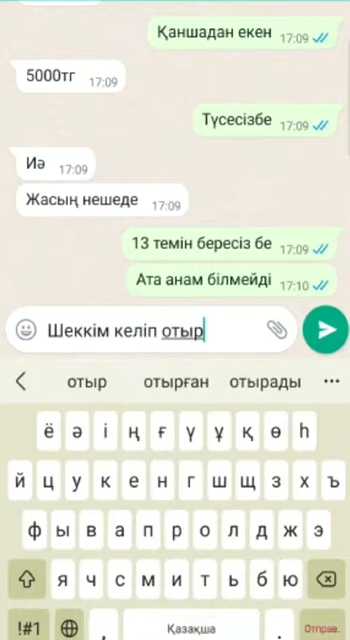 Қаншадан екен 17:09
5000тг 17:09
Түсесізбе 17:09
Иә 17:09
Жасың нешеде 17:09
13 темін бересіз бе 17:09
Ата анам білмейді 17:10
Шеккім келіп отыр
отыр отырған отырады
ё ә і ң ғ ү ұ қ ө һ
й ц у к е н г ш щ з х ъ
ф ы в а п р о л д ж э
я ч с м и т ь б ю
!#1 , Қазақша . Отправ.